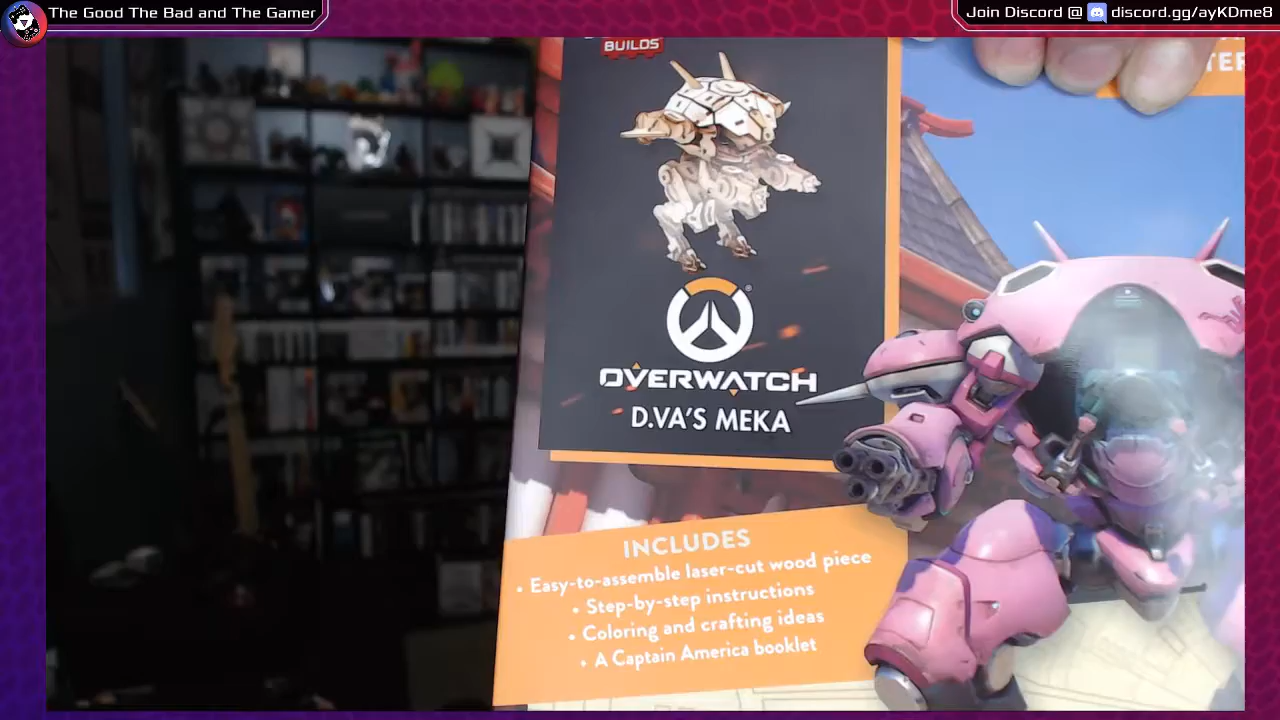 The Good The Bad and The Gamer
Join Discord @ discord.gg/ayKDme8
BUILDS
OVERWATCH
D.VA'S MEKA
INCLUDES
• Easy-to-assemble laser-cut wood piece
• Step-by-step instructions
• Coloring and crafting ideas
• A Captain America booklet